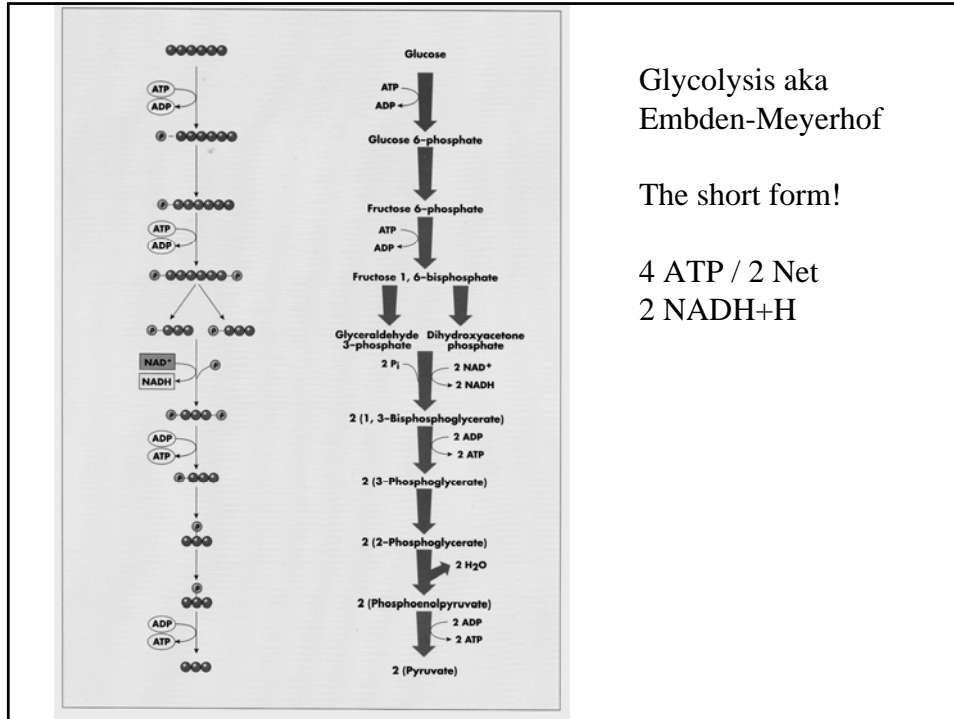 ATP
ADP
P
P
ATP
ADP
P
P
P
P
NAD+
P
NADH
P
P
ADP
ATP
P
P
P
ADP
ATP
Glucose
ATP
ADP
Glucose 6-phosphate
Fructose 6-phosphate
ATP
ADP
Fructose 1, 6-bisphosphate
Glyceraldehyde
3-phosphate
Dihydroxyacetone
phosphate
2 Pi
2 NAD+
2 NADH
2 (1, 3-Bisphosphoglycerate)
2 ADP
2 ATP
2 (3-Phosphoglycerate)
2 (2-Phosphoglycerate)
2 H2O
2 (Phosphoenolpyruvate)
2 ADP
2 ATP
2 (Pyruvate)
Glycolysis aka
Embden-Meyerhof
The short form!
4 ATP / 2 Net
2 NADH+H